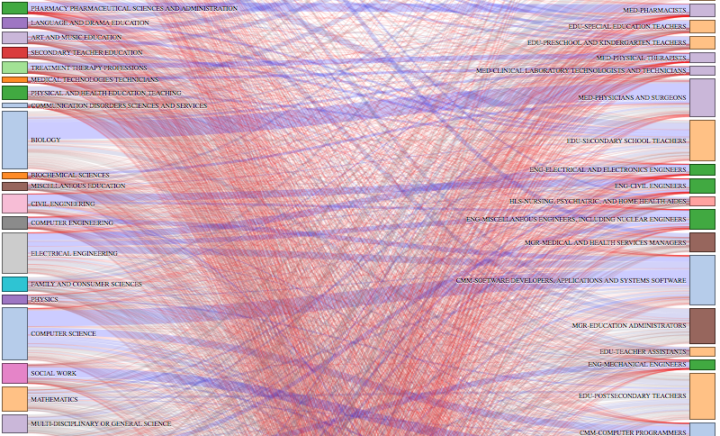 PHARMACY PHARMACEUTICAL SCIENCES AND ADMINISTRATION
LANGUAGE AND DRAMA EDUCATION
ART AND MUSIC EDUCATION
SECONDARY TEACHER EDUCATION
TREATMENT THERAPY PROFESSIONS
MEDICAL TECHNOLOGIES TECHNICIANS
PHYSICAL AND HEALTH EDUCATION TEACHING
COMMUNICATION DISORDERS SCIENCES AND SERVICES
BIOLOGY
BIOCHEMICAL SCIENCES
MISCELLANEOUS EDUCATION
CIVIL ENGINEERING
COMPUTER ENGINEERING
ELECTRICAL ENGINEERING
FAMILY AND CONSUMER SCIENCES
PHYSICS
COMPUTER SCIENCE
SOCIAL WORK
MATHEMATICS
MULTI-DISCIPLINARY OR GENERAL SCIENCE
MED-PHARMACISTS
EDU-SPECIAL EDUCATION TEACHERS
EDU-PRESCHOOL AND KINDERGARTEN TEACHERS
MED-PHYSICAL THERAPISTS
MED-CLINICAL LABORATORY TECHNOLOGISTS AND TECHNICIANS
MED-PHYSICIANS AND SURGEONS
EDU-SECONDARY SCHOOL TEACHERS
ENG-ELECTRICAL AND ELECTRONICS ENGINEERS
ENG-CIVIL ENGINEERS
HLS-NURSING, PSYCHIATRIC, AND HOME HEALTH AIDES
ENG-MISCELLANEOUS ENGINEERS, INCLUDING NUCLEAR ENGINEERS
MGR-MEDICAL AND HEALTH SERVICES MANAGERS
CMM-SOFTWARE DEVELOPERS, APPLICATIONS AND SYSTEMS SOFTWARE
MGR-EDUCATION ADMINISTRATORS
EDU-TEACHER ASSISTANTS
ENG-MECHANICAL ENGINEERS
EDU-POSTSECONDARY TEACHERS
CMM-COMPUTER PROGRAMMERS